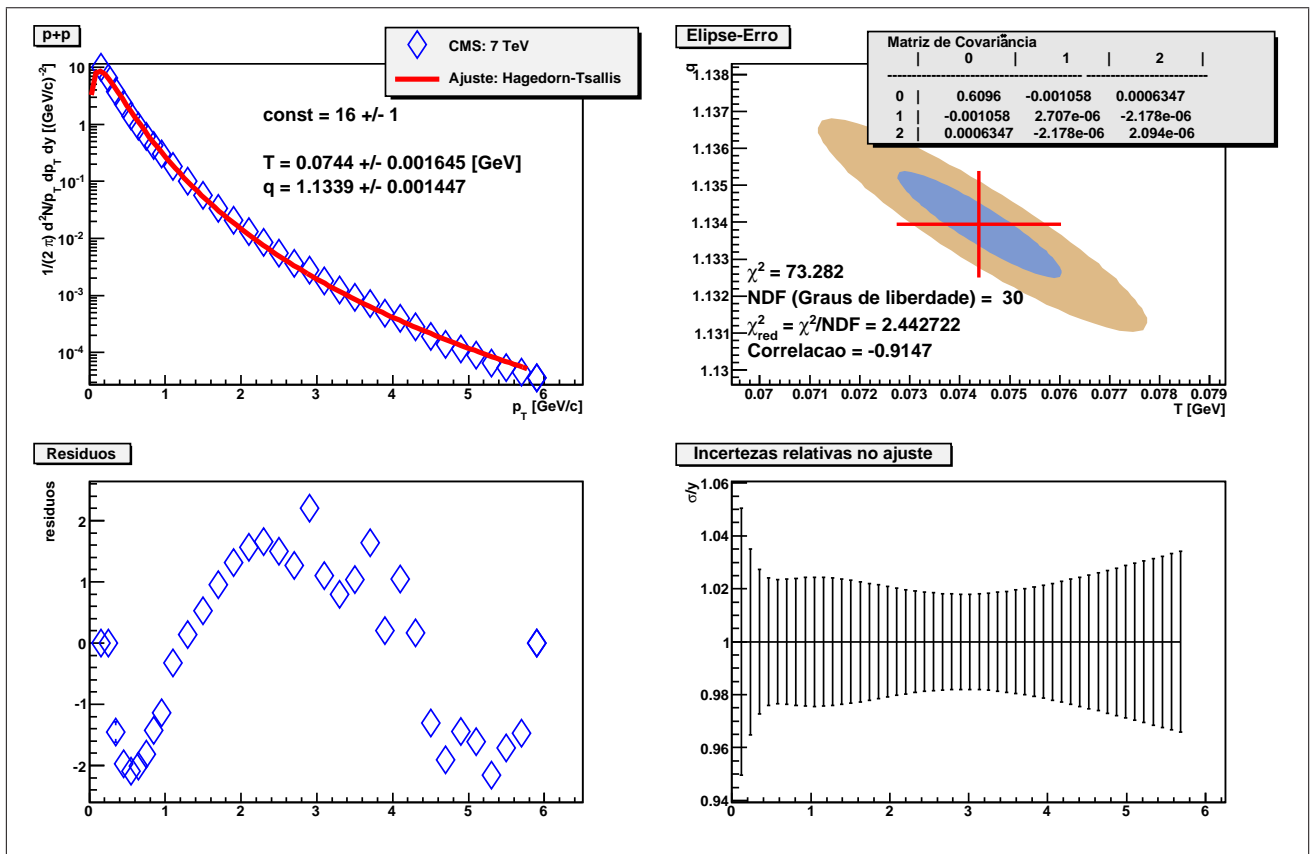 p+p
CMS: 7 TeV
Ajuste: Hagedorn-Tsallis
const = 16 +/- 1
T = 0.0744 +/- 0.001645 [GeV]
q = 1.1339 +/- 0.001447
1/(2 π) d²N/p_T dp_T dy [(GeV/c)⁻²]
10
1
10⁻¹
10⁻²
10⁻³
10⁻⁴
0 1 2 3 4 5 6
p_T [GeV/c]
Elipse-Erro
Matriz de Covariância
| 0 | 1 | 2 |
--------------------------------------------------------------
0 | 0.6096 -0.001058 0.0006347
1 | -0.001058 2.707e-06 -2.178e-06
2 | 0.0006347 -2.178e-06 2.094e-06
q
1.138
1.137
1.136
1.135
1.134
1.133
1.132
1.131
1.13
χ² = 73.282
NDF (Graus de liberdade) = 30
χ²_red = χ²/NDF = 2.442722
Correlacao = -0.9147
0.07 0.071 0.072 0.073 0.074 0.075 0.076 0.077 0.078 0.079
T [GeV]
Residuos
residuos
2
1
0
-1
-2
0 1 2 3 4 5 6
Incertezas relativas no ajuste
σ/y
1.06
1.04
1.02
1
0.98
0.96
0.94
0 1 2 3 4 5 6